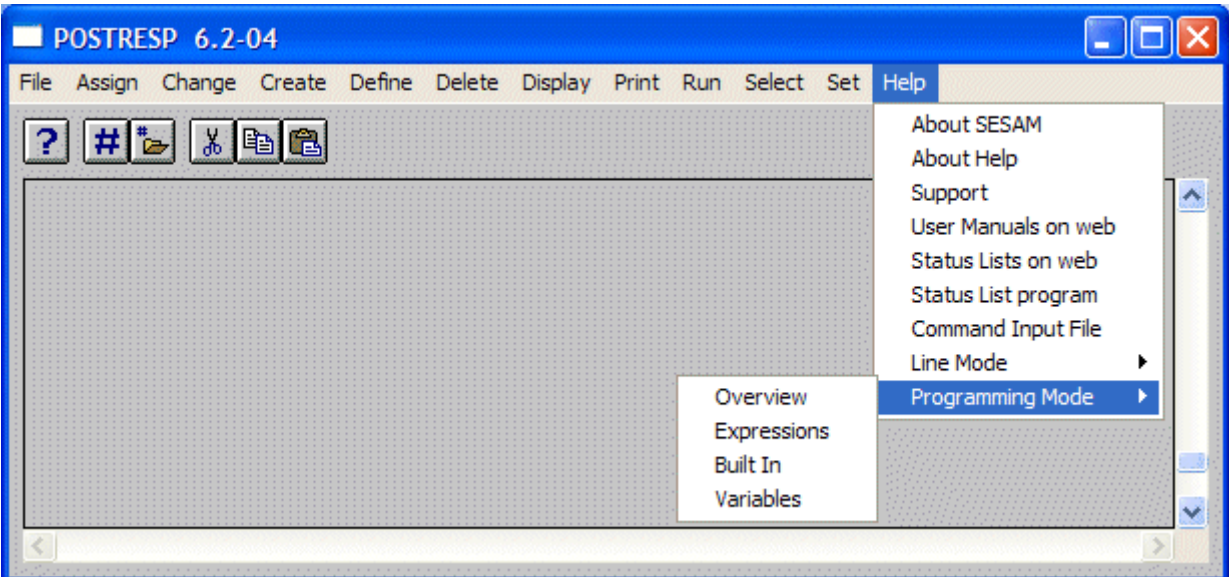 POSTRESP 6.2-04
File Assign Change Create Define Delete Display Print Run Select Set Help
? # #
About SESAM
About Help
Support
User Manuals on web
Status Lists on web
Status List program
Command Input File
Line Mode
Programming Mode
Overview
Expressions
Built In
Variables